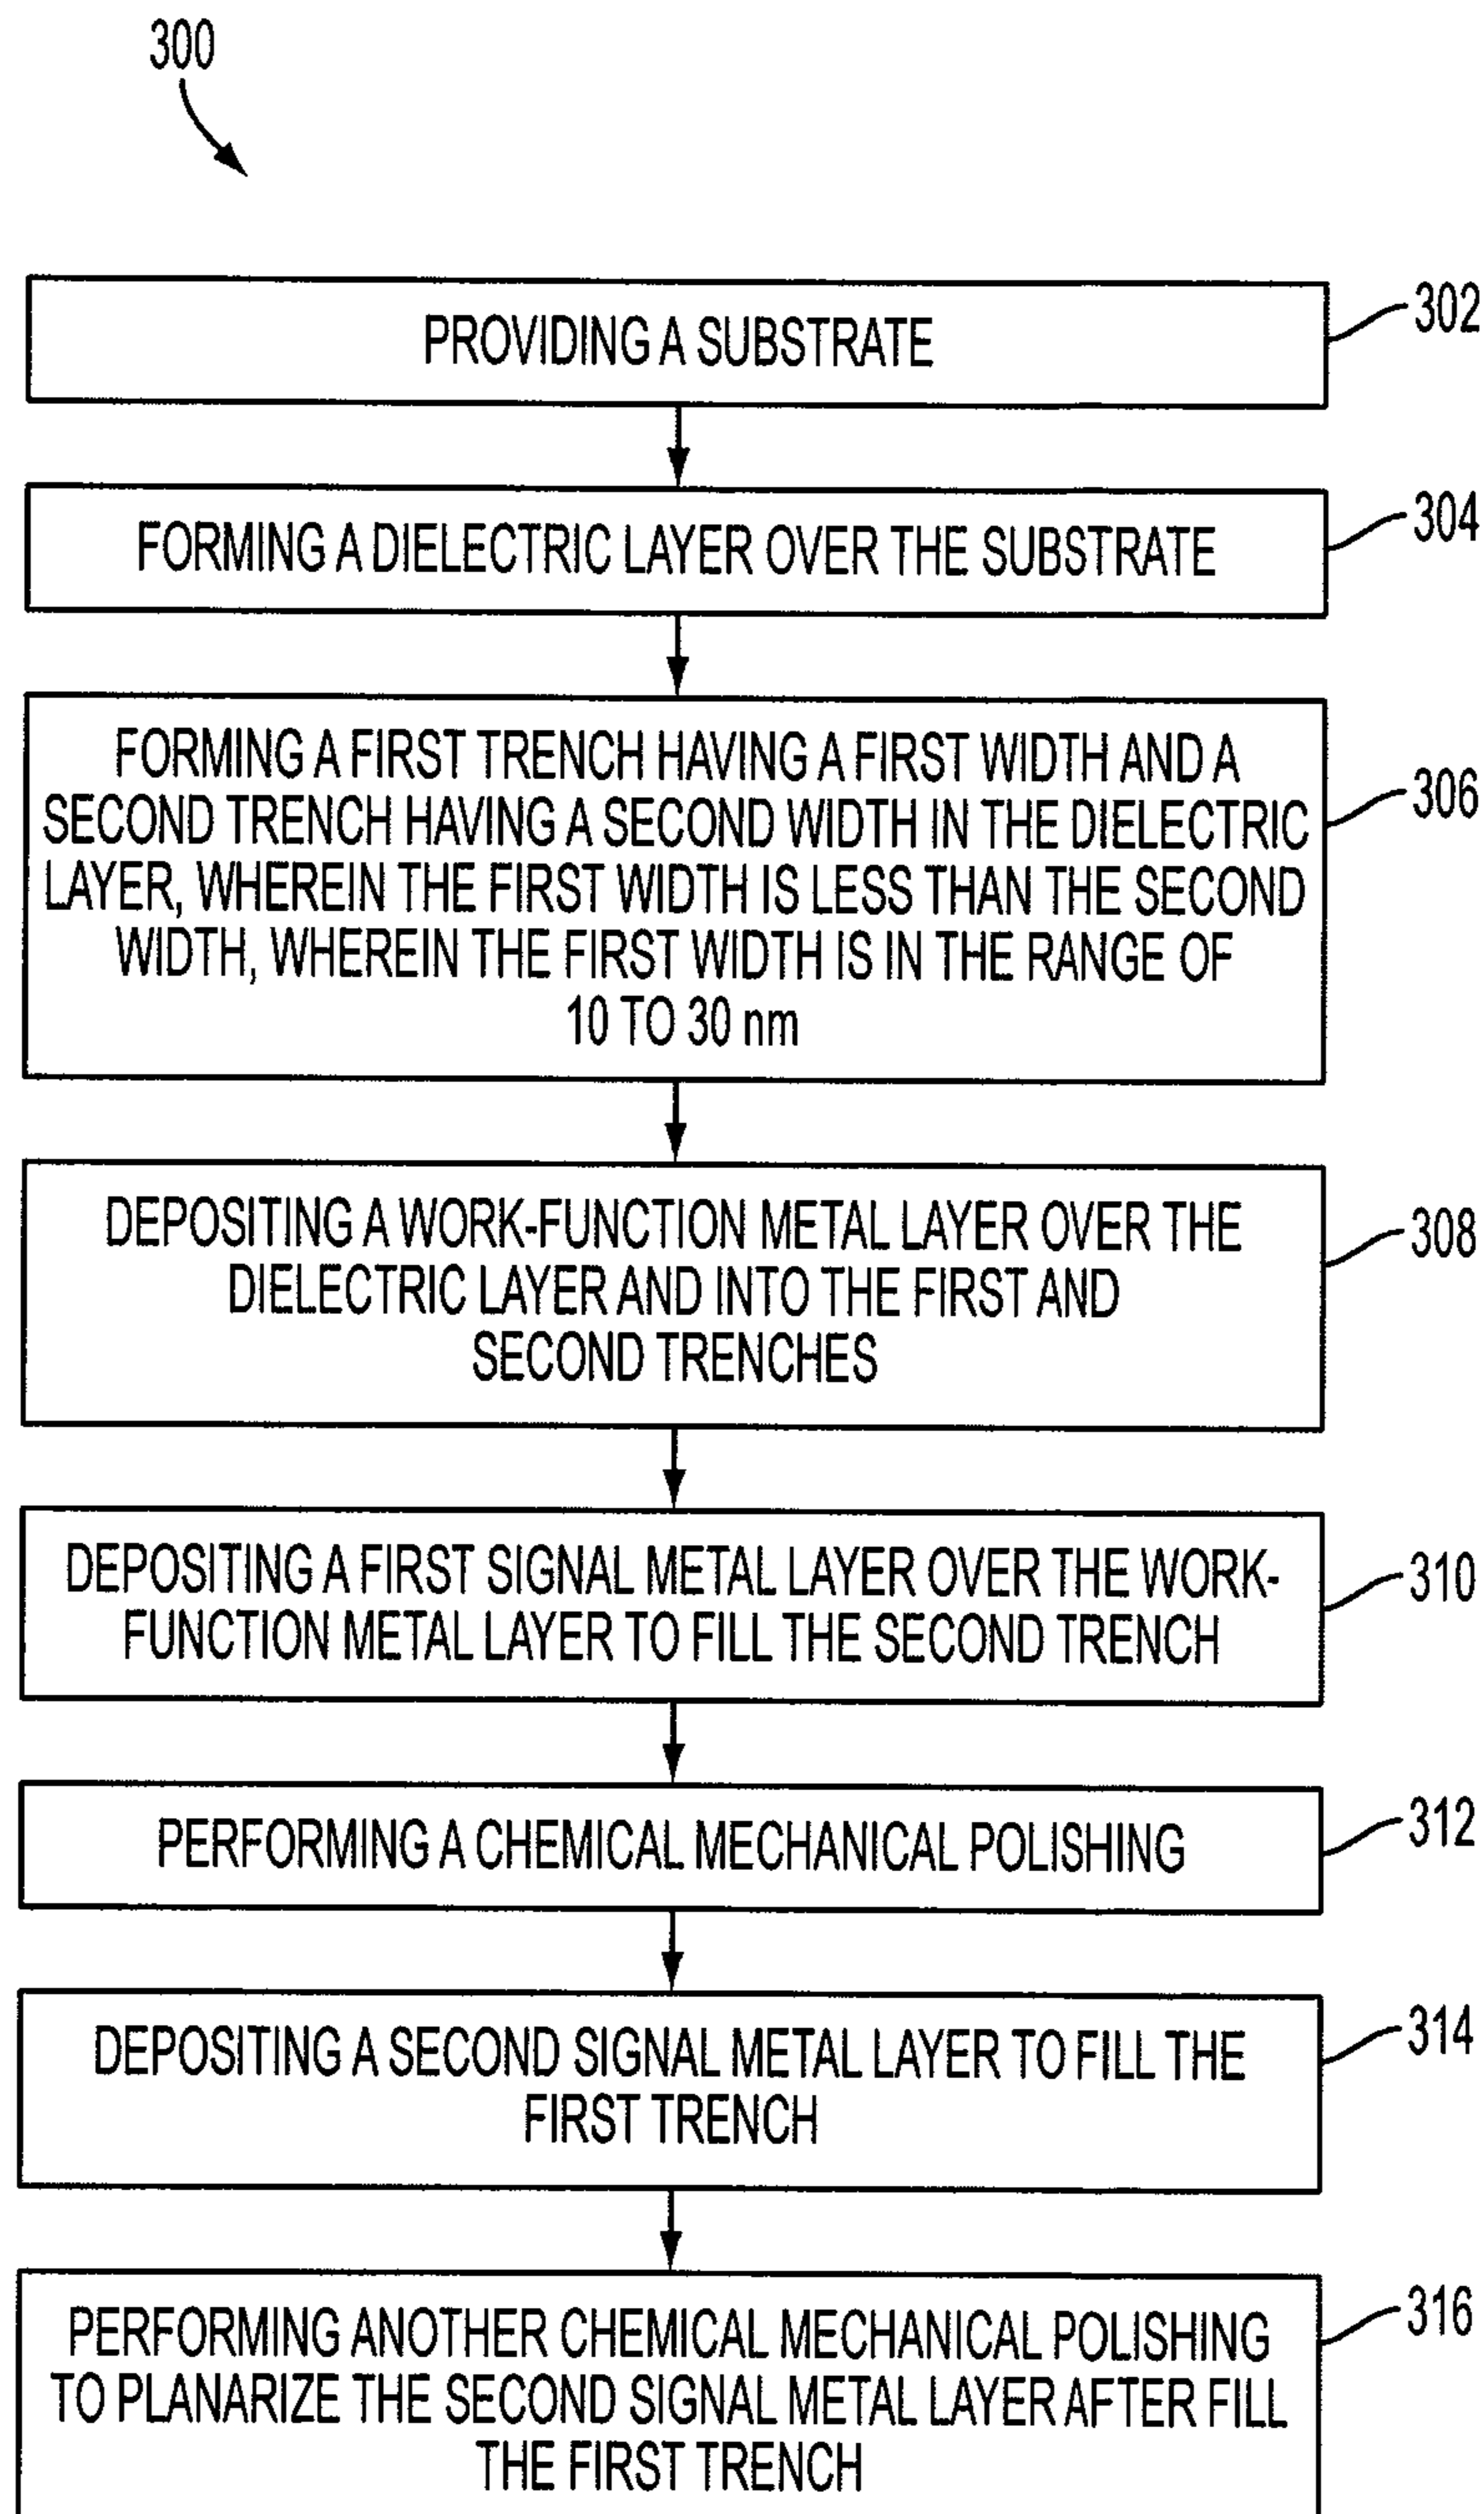 300
PROVIDING A SUBSTRATE
302
FORMING A DIELECTRIC LAYER OVER THE SUBSTRATE
304
FORMING A FIRST TRENCH HAVING A FIRST WIDTH AND A
SECOND TRENCH HAVING A SECOND WIDTH IN THE DIELECTRIC
LAYER, WHEREIN THE FIRST WIDTH IS LESS THAN THE SECOND
WIDTH, WHEREIN THE FIRST WIDTH IS IN THE RANGE OF
10 TO 30 nm
306
DEPOSITING A WORK-FUNCTION METAL LAYER OVER THE
DIELECTRIC LAYER AND INTO THE FIRST AND
SECOND TRENCHES
308
DEPOSITING A FIRST SIGNAL METAL LAYER OVER THE WORK-
FUNCTION METAL LAYER TO FILL THE SECOND TRENCH
310
PERFORMING A CHEMICAL MECHANICAL POLISHING
312
DEPOSITING A SECOND SIGNAL METAL LAYER TO FILL THE
FIRST TRENCH
314
PERFORMING ANOTHER CHEMICAL MECHANICAL POLISHING
TO PLANARIZE THE SECOND SIGNAL METAL LAYER AFTER FILL
THE FIRST TRENCH
316